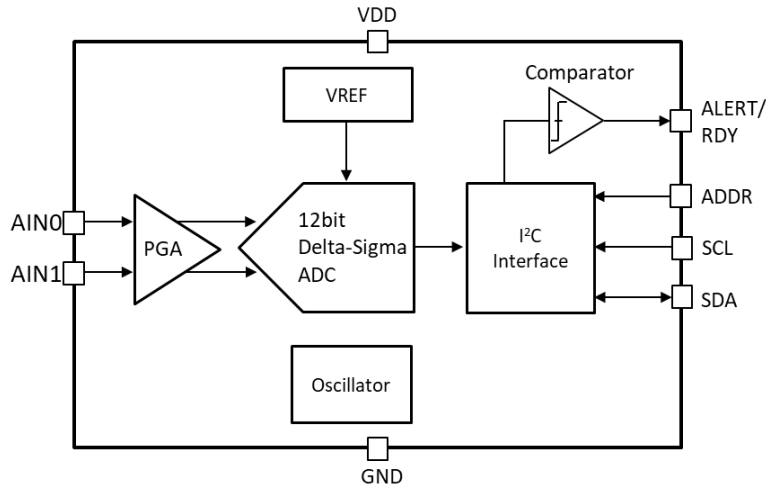 VDD
Comparator
VREF
ALERT/
RDY
ADDR
AIN0
12bit
PGA
Delta-Sigma
I²C
SCL
Interface
AIN1
ADC
SDA
Oscillator
GND